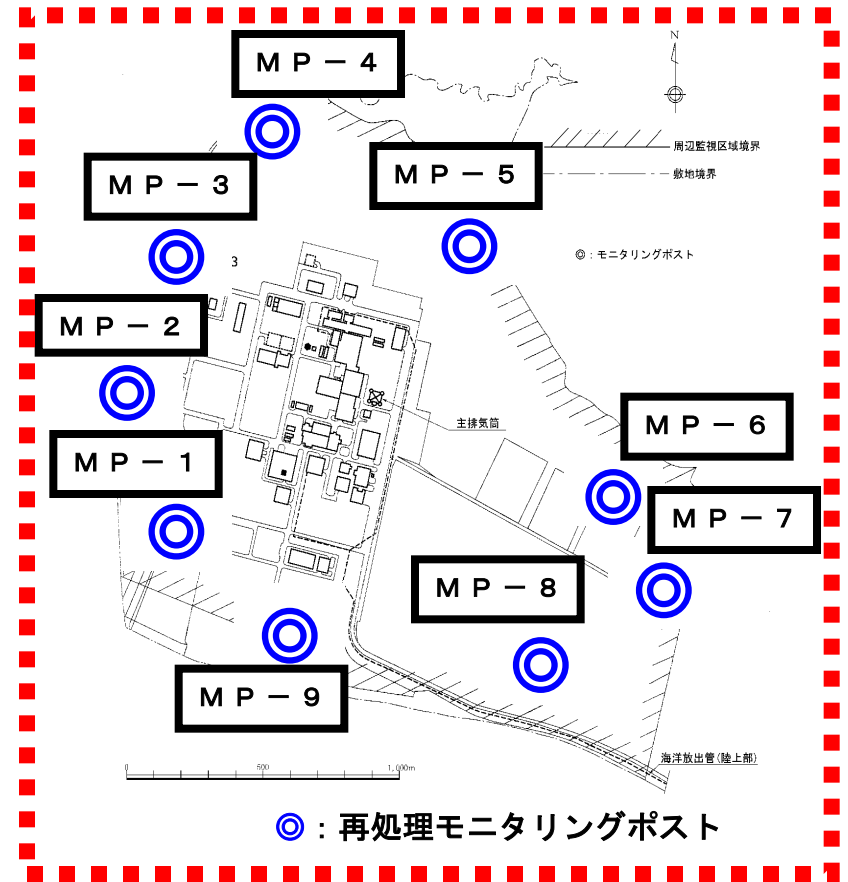 ＭＰ－４
N
ＭＰ－５
周辺監視区域境界
敷地境界
ＭＰ－３
◎：モニタリングポスト
3
ＭＰ－２
主排気筒
ＭＰ－６
ＭＰ－１
ＭＰ－７
ＭＰ－８
ＭＰ－９
海洋放出管(陸上部)
0 500 1,000m
◎：再処理モニタリングポスト